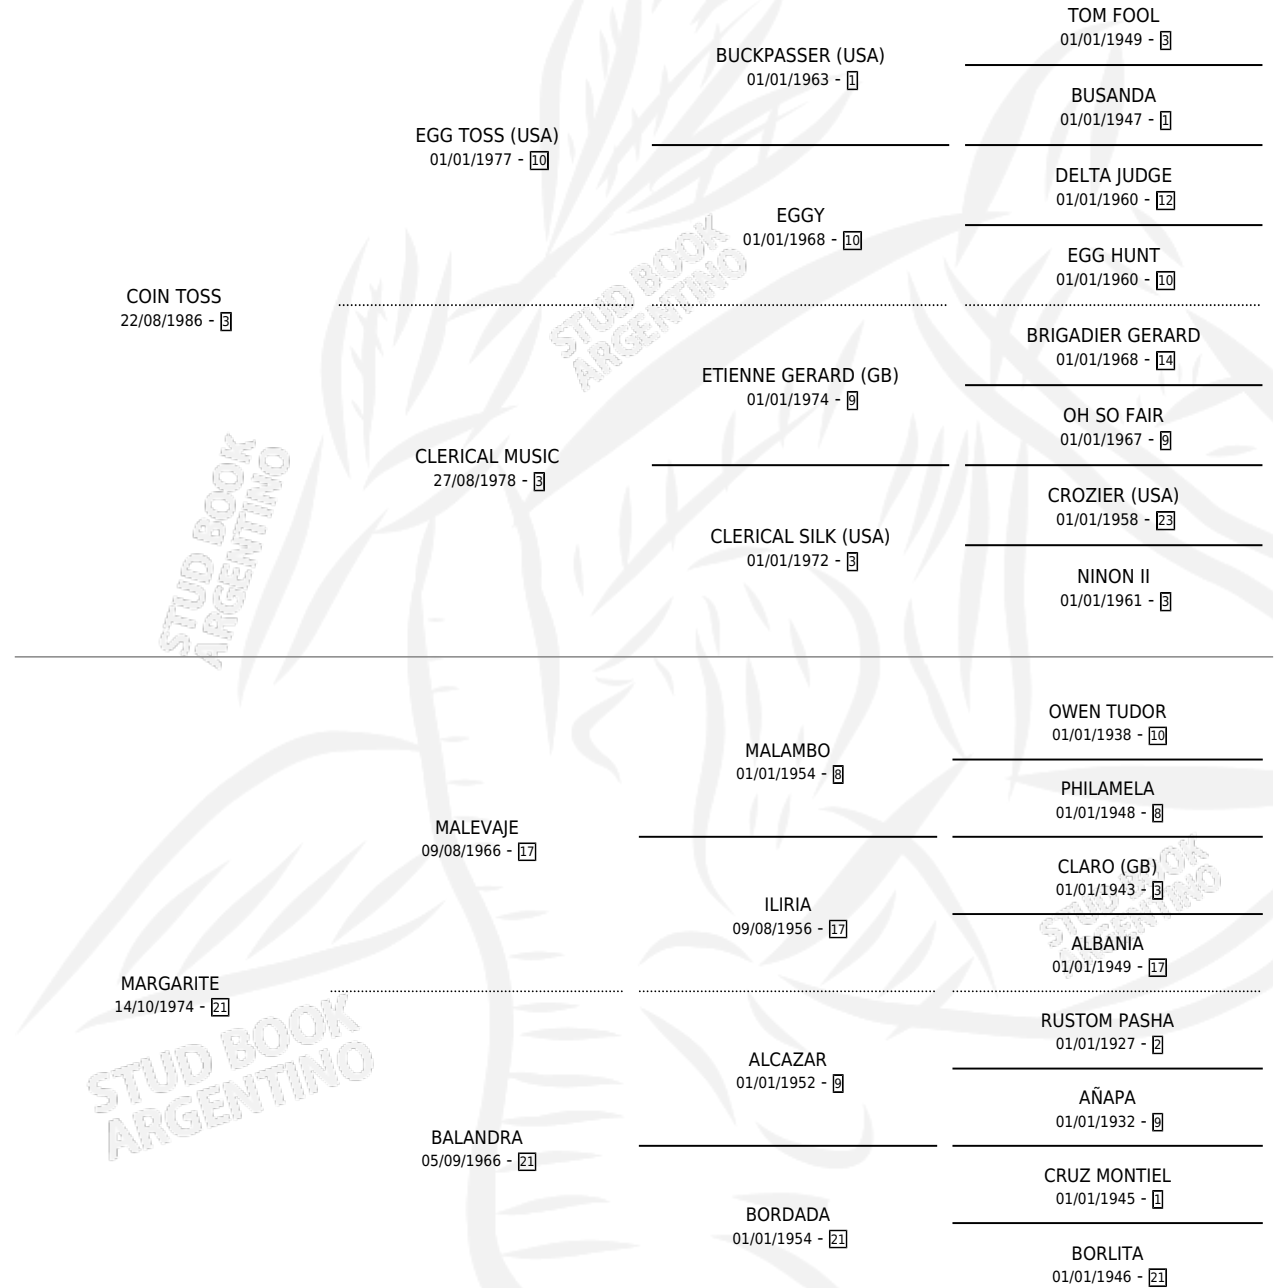 TOM FOOL
01/01/1949 - 3
BUCKPASSER (USA)
01/01/1963 - 1
BUSANDA
01/01/1947 - 1
EGG TOSS (USA)
01/01/1977 - 10
DELTA JUDGE
01/01/1960 - 12
EGGY
01/01/1968 - 10
EGG HUNT
01/01/1960 - 10
COIN TOSS
22/08/1986 - 3
STUD BOOK
ARGENTINO
BRIGADIER GERARD
01/01/1968 - 14
ETIENNE GERARD (GB)
01/01/1974 - 9
OH SO FAIR
01/01/1967 - 9
CLERICAL MUSIC
27/08/1978 - 3
CROZIER (USA)
01/01/1958 - 23
CLERICAL SILK (USA)
01/01/1972 - 3
NINON II
01/01/1961 - 3
STUD BOOK
ARGENTINO
OWEN TUDOR
01/01/1938 - 10
MALAMBO
01/01/1954 - 8
PHILAMELA
01/01/1948 - 8
MALEVAJE
09/08/1966 - 17
CLARO (GB)
01/01/1943 - 3
ILIRIA
09/08/1956 - 17
ALBANIA
01/01/1949 - 17
STUD BOOK
ARGENTINO
MARGARITE
14/10/1974 - 21
RUSTOM PASHA
01/01/1927 - 2
ALCAZAR
01/01/1952 - 9
AÑAPA
01/01/1932 - 9
STUD BOOK
ARGENTINO
BALANDRA
05/09/1966 - 21
CRUZ MONTIEL
01/01/1945 - 1
BORDADA
01/01/1954 - 21
BORLITA
01/01/1946 - 21